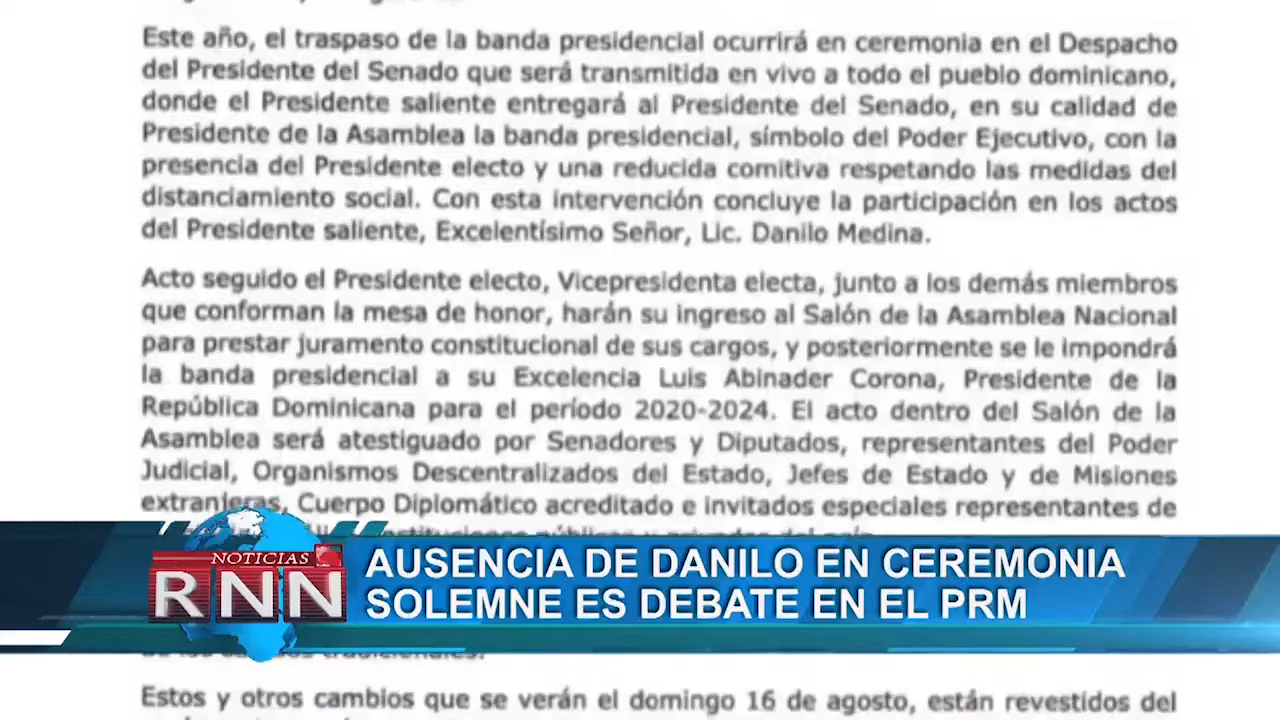 Este año, el traspaso de la banda presidencial ocurrirá en ceremonia en el Despacho
del Presidente del Senado que será transmitida en vivo a todo el pueblo dominicano,
donde el Presidente saliente entregará al Presidente del Senado, en su calidad de
Presidente de la Asamblea la banda presidencial, símbolo del Poder Ejecutivo, con la
presencia del Presidente electo y una reducida comitiva respetando las medidas del
distanciamiento social. Con esta intervención concluye la participación en los actos
del Presidente saliente, Excelentísimo Señor, Lic. Danilo Medina.
Acto seguido el Presidente electo, Vicepresidenta electa, junto a los demás miembros
que conforman la mesa de honor, harán su ingreso al Salón de la Asamblea Nacional
para prestar juramento constitucional de sus cargos, y posteriormente se le impondrá
la banda presidencial a su Excelencia Luis Abinader Corona, Presidente de la
República Dominicana para el período 2020-2024. El acto dentro del Salón de la
Asamblea será atestiguado por Senadores y Diputados, representantes del Poder
Judicial, Organismos Descentralizados del Estado, Jefes de Estado y de Misiones
extranjeras, Cuerpo Diplomático acreditado e invitados especiales representantes de
NOTICIAS
RNN
AUSENCIA DE DANILO EN CEREMONIA
SOLEMNE ES DEBATE EN EL PRM
Estos y otros cambios que se verán el domingo 16 de agosto, están revestidos del